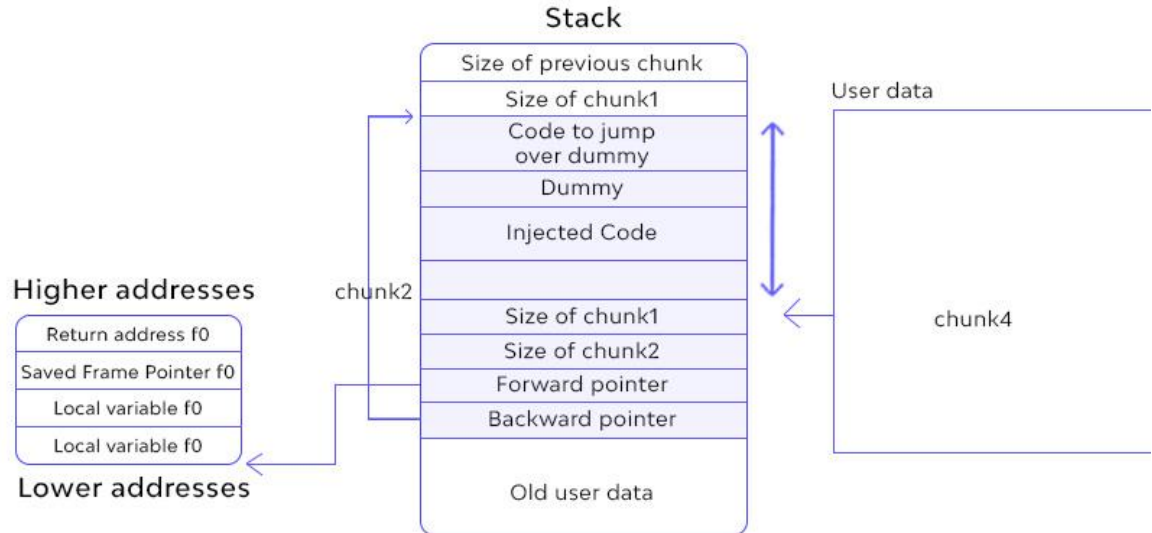 Stack
Size of previous chunk
Size of chunk1
Code to jump
over dummy
Dummy
Injected Code
Size of chunk1
Size of chunk2
Forward pointer
Backward pointer
Old user data
chunk2
Higher addresses
Return address f0
Saved Frame Pointer f0
Local variable f0
Local variable f0
Lower addresses
User data
chunk4